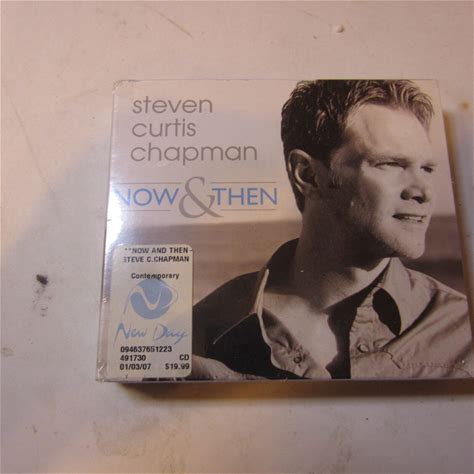 steven
curtis
chapman
NOW & THEN
**NOW AND THEN-
STEVE C.CHAPMAN
Contemporary
New Day
094637651223
491730 CD
01/03/07 $19.99